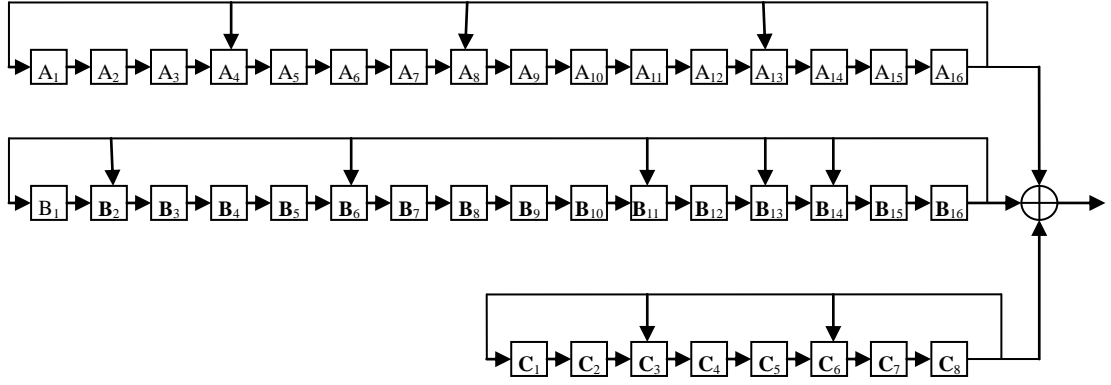 A₁ A₂ A₃ A₄ A₅ A₆ A₇ A₈ A₉ A₁₀ A₁₁ A₁₂ A₁₃ A₁₄ A₁₅ A₁₆
B₁ B₂ B₃ B₄ B₅ B₆ B₇ B₈ B₉ B₁₀ B₁₁ B₁₂ B₁₃ B₁₄ B₁₅ B₁₆
C₁ C₂ C₃ C₄ C₅ C₆ C₇ C₈